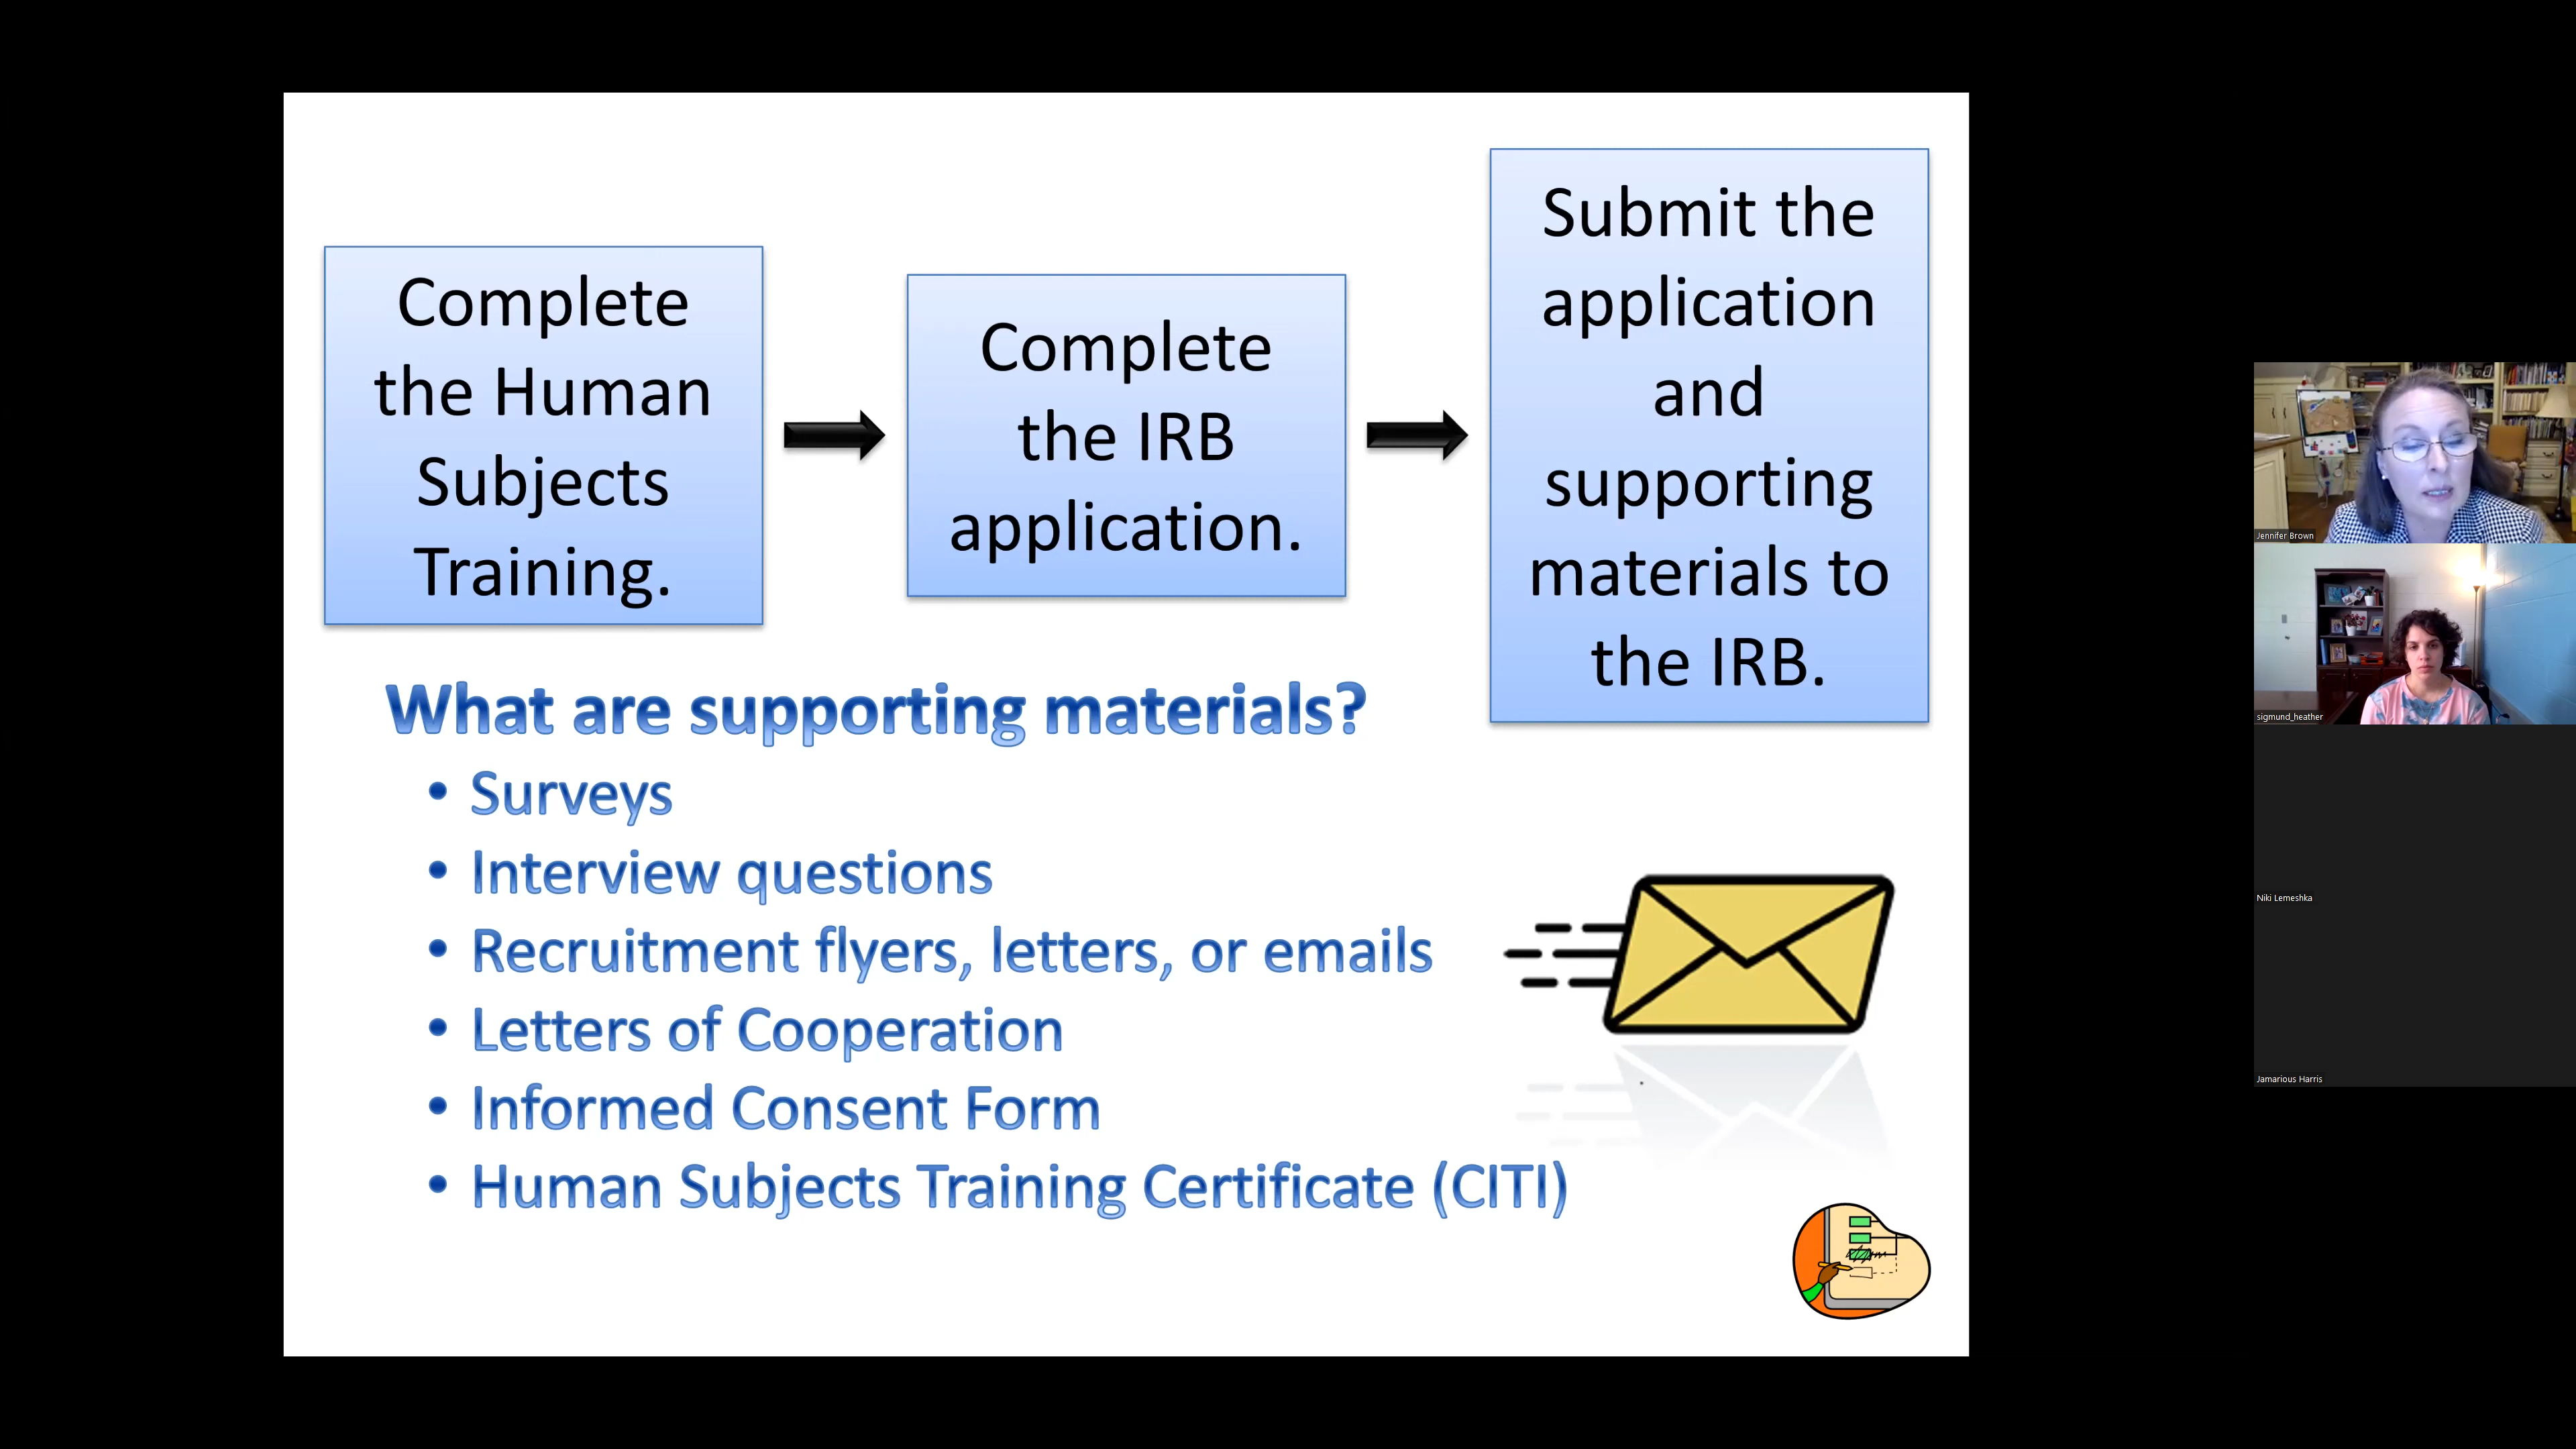 Complete
the Human
Subjects
Training.
Complete
the IRB
application.
Submit the
application
and
supporting
materials to
the IRB.
What are supporting materials?
• Surveys
• Interview questions
• Recruitment flyers, letters, or emails
• Letters of Cooperation
• Informed Consent Form
• Human Subjects Training Certificate (CITI)
Jennifer Brown
sigmund_heather
Niki Lemeshka
Jamarious Harris